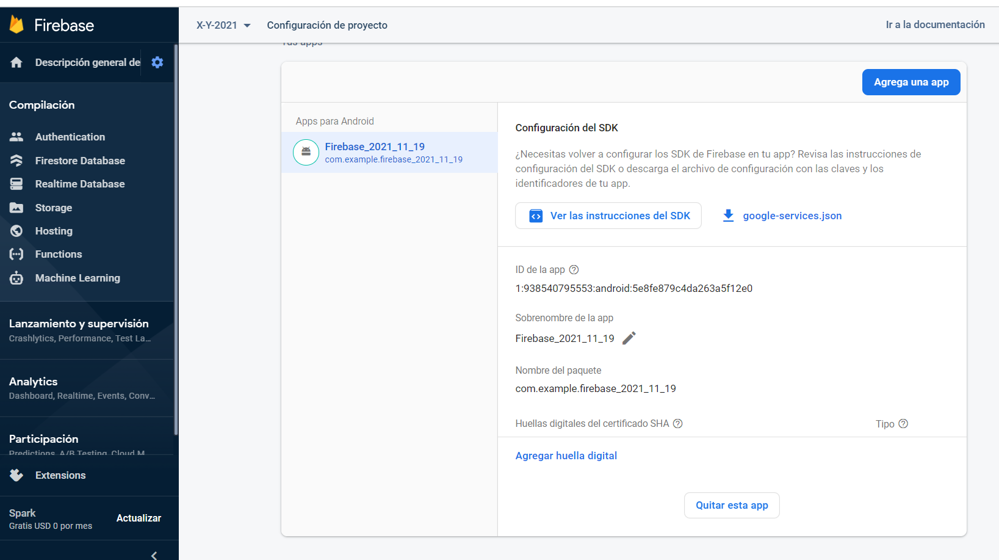 Firebase
X-Y-2021
Configuración de proyecto
Ir a la documentación
Descripción general de
Tus apps
Compilación
Authentication
Firestore Database
Realtime Database
Storage
Hosting
Functions
Machine Learning
Lanzamiento y supervisión
Crashlytics, Performance, Test La...
Analytics
Dashboard, Realtime, Events, Conv...
Participación
Predictions, A/B Testing, Cloud M
Extensions
Spark
Gratis USD 0 por mes
Actualizar
Agrega una app
Apps para Android
Firebase_2021_11_19
com.example.firebase_2021_11_19
Configuración del SDK
¿Necesitas volver a configurar los SDK de Firebase en tu app? Revisa las instrucciones de
configuración del SDK o descarga el archivo de configuración con las claves y los
identificadores de tu app.
Ver las instrucciones del SDK
google-services.json
ID de la app
1:938540795553:android:5e8fe879c4da263a5f12e0
Sobrenombre de la app
Firebase_2021_11_19
Nombre del paquete
com.example.firebase_2021_11_19
Huellas digitales del certificado SHA
Tipo
Agregar huella digital
Quitar esta app